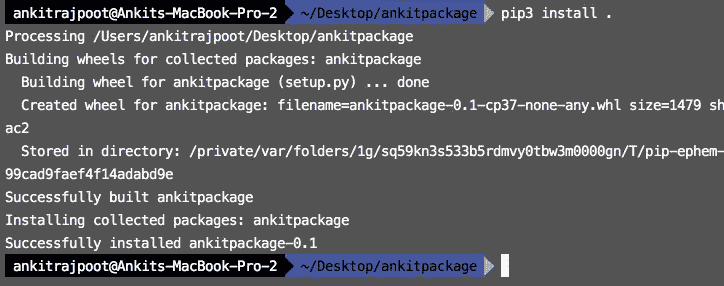 ankitrajpoot@Ankits-MacBook-Pro-2 ~/Desktop/ankitpackage pip3 install .
Processing /Users/ankitrajpoot/Desktop/ankitpackage
Building wheels for collected packages: ankitpackage
  Building wheel for ankitpackage (setup.py) ... done
  Created wheel for ankitpackage: filename=ankitpackage-0.1-cp37-none-any.whl size=1479 sh
ac2
  Stored in directory: /private/var/folders/1g/sq59kn3s533b5rdmvy0tbw3m0000gn/T/pip-ephem-
99cad9faef4f14adabd9e
Successfully built ankitpackage
Installing collected packages: ankitpackage
Successfully installed ankitpackage-0.1
ankitrajpoot@Ankits-MacBook-Pro-2 ~/Desktop/ankitpackage